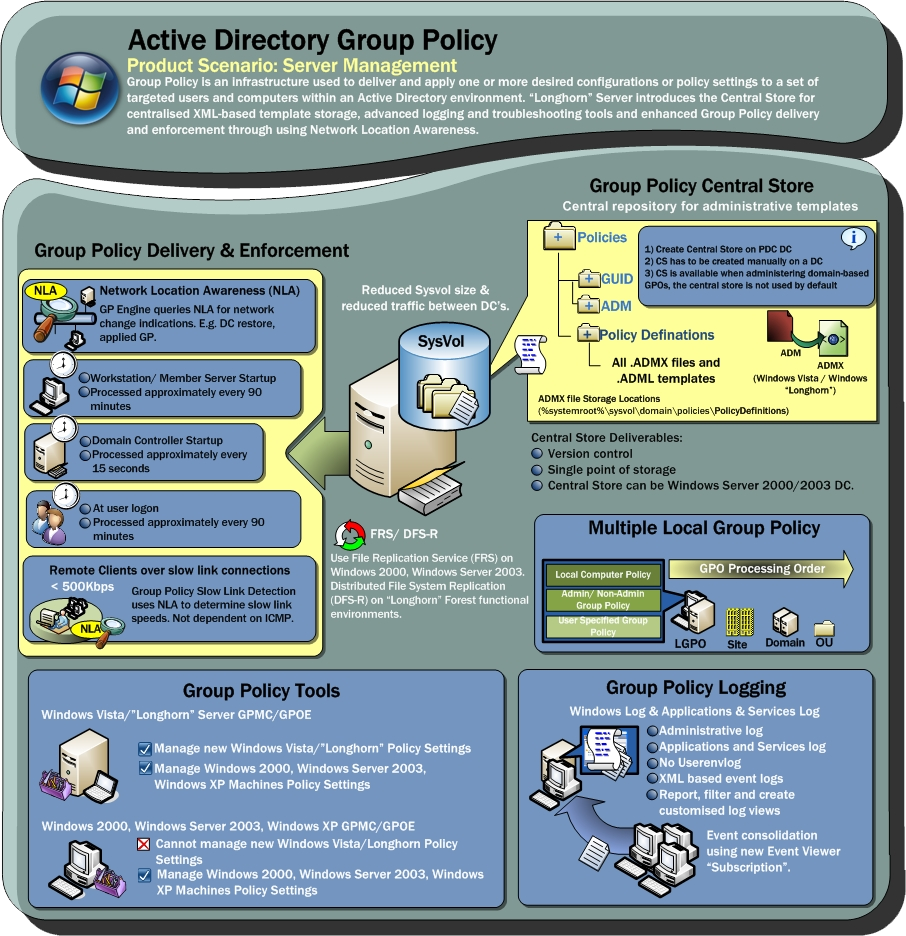 Active Directory Group Policy
Product Scenario: Server Management
Group Policy is an infrastructure used to deliver and apply one or more desired configurations or policy settings to a set of
targeted users and computers within an Active Directory environment. "Longhorn" Server introduces the Central Store for
centralised XML-based template storage, advanced logging and troubleshooting tools and enhanced Group Policy delivery
and enforcement through using Network Location Awareness.
Group Policy Central Store
Central repository for administrative templates
Policies
GUID
ADM
Policy Definations
All .ADMX files and
.ADML templates
i
1) Create Central Store on PDC DC
2) CS has to be created manually on a DC
3) CS is available when administering domain-based
GPOs, the central store is not used by default
ADM
ADMX
(Windows Vista / Windows
"Longhorn")
ADMX file Storage Locations
(%systemroot%\sysvol\domain\policies\PolicyDefinitions)
Central Store Deliverables:
Version control
Single point of storage
Central Store can be Windows Server 2000/2003 DC.
Group Policy Delivery & Enforcement
NLA
Network Location Awareness (NLA)
GP Engine queries NLA for network
change indications. E.g. DC restore,
applied GP.
Workstation/ Member Server Startup
Processed approximately every 90
minutes
Domain Controller Startup
Processed approximately every
15 seconds
At user logon
Processed approximately every 90
minutes
Remote Clients over slow link connections
< 500Kbps
NLA
Group Policy Slow Link Detection
uses NLA to determine slow link
speeds. Not dependent on ICMP.
Reduced Sysvol size &
reduced traffic between DC's.
SysVol
FRS/ DFS-R
Use File Replication Service (FRS) on
Windows 2000, Windows Server 2003.
Distributed File System Replication
(DFS-R) on "Longhorn" Forest functional
environments.
Multiple Local Group Policy
Local Computer Policy
Admin/ Non-Admin
Group Policy
User Specified Group
Policy
GPO Processing Order
LGPO
Site
Domain
OU
Group Policy Tools
Windows Vista/"Longhorn" Server GPMC/GPOE
Manage new Windows Vista/"Longhorn" Policy Settings
Manage Windows 2000, Windows Server 2003,
Windows XP Machines Policy Settings
Windows 2000, Windows Server 2003, Windows XP GPMC/GPOE
Cannot manage new Windows Vista/Longhorn Policy
Settings
Manage Windows 2000, Windows Server 2003, Windows
XP Machines Policy Settings
Group Policy Logging
Windows Log & Applications & Services Log
Administrative log
Applications and Services log
No Userenvlog
XML based event logs
Report, filter and create
customised log views
Event consolidation
using new Event Viewer
"Subscription".